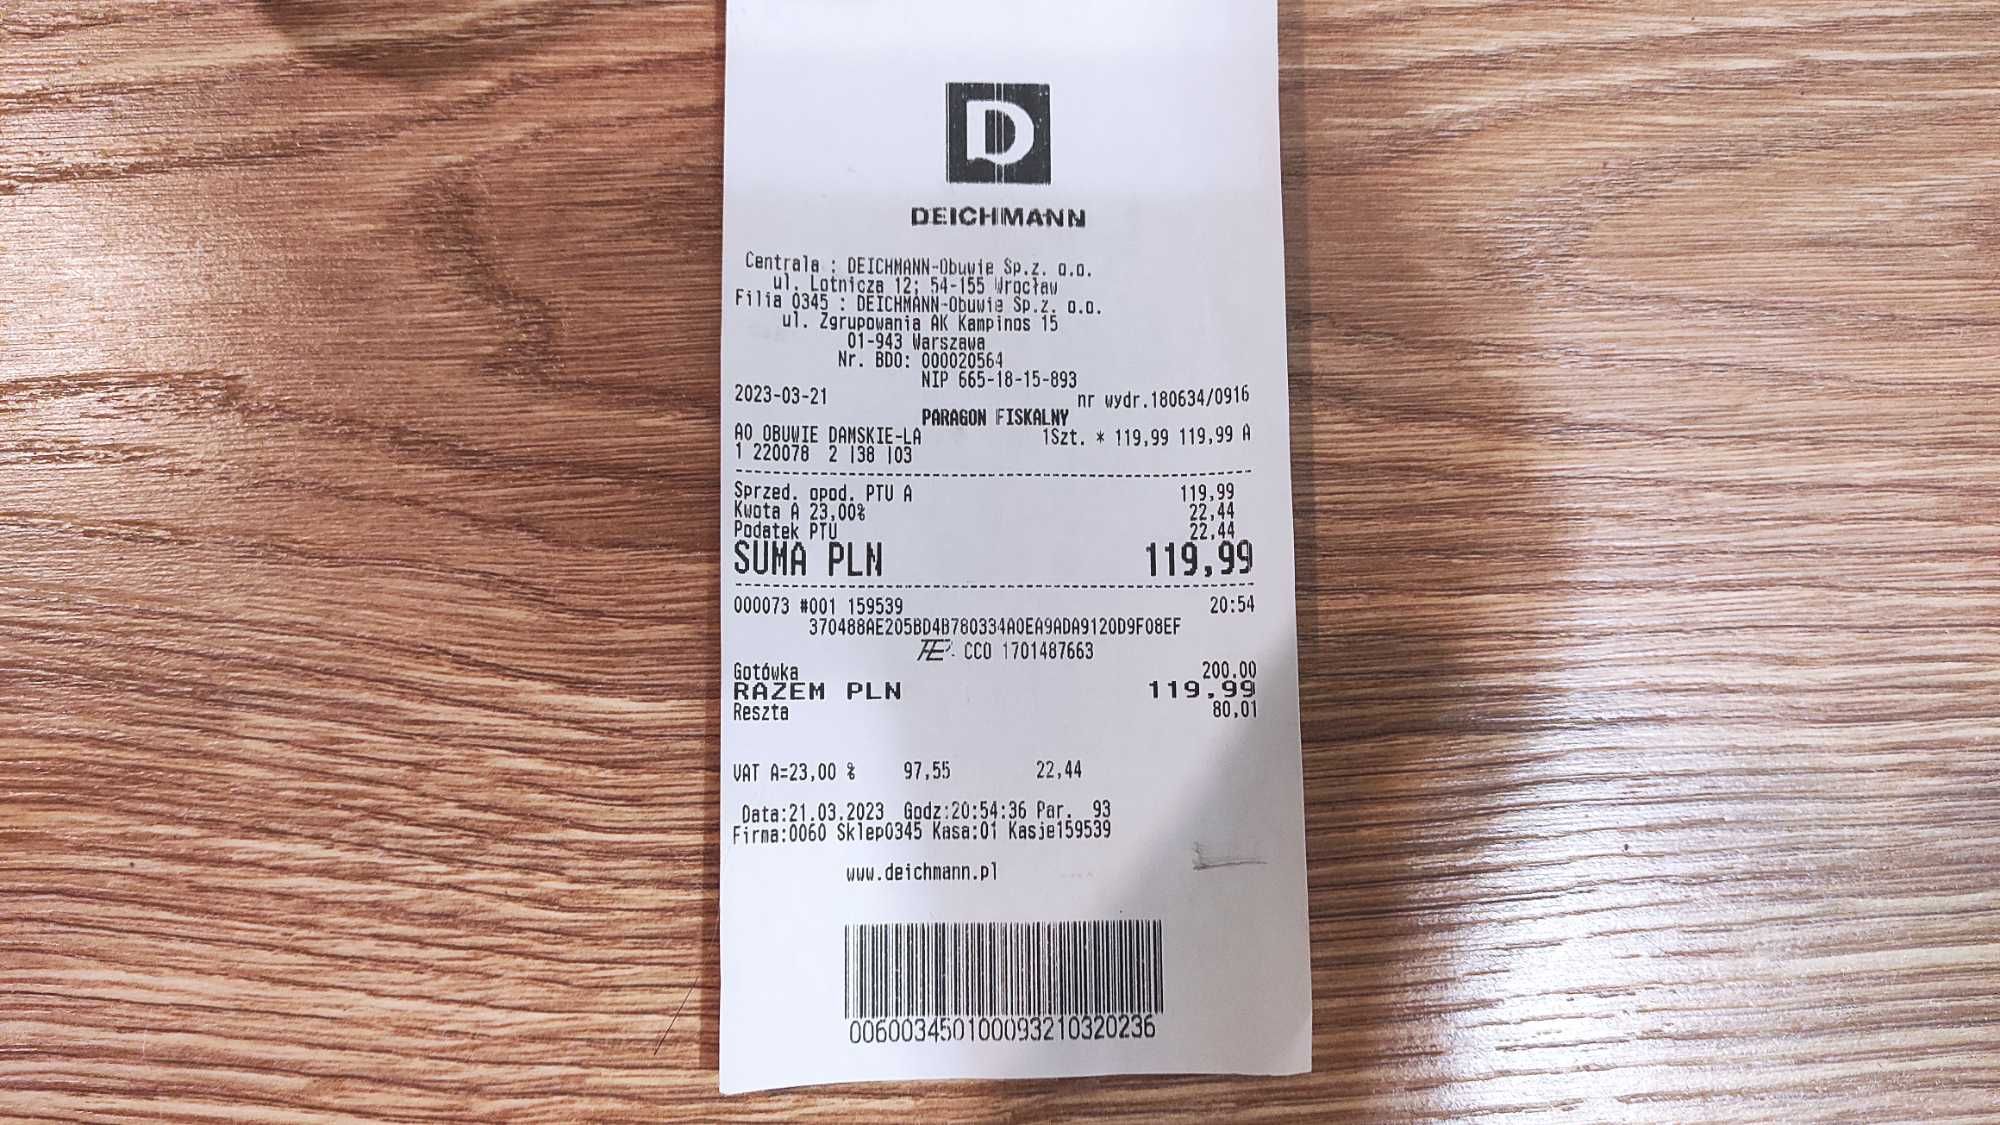 D
DEICHMANN
Centrala : DEICHMANN-Obuwie Sp.z. o.o.
ul. Lotnicza 12; 54-155 Wrocław
Filia 0345 : DEICHMANN-Obuwie Sp.z. o.o.
ul. Zgrupowania AK Kampinos 15
01-943 Warszawa
Nr. BDO: 000020564
NIP 665-18-15-893
2023-03-21 nr wydr.180634/0916
PARAGON FISKALNY
A0 OBUWIE DAMSKIE-LA 1Szt. * 119,99 119,99 A
1 220078 2 |38 |03
Sprzed. opod. PTU A 119,99
Kwota A 23,00% 22,44
Podatek PTU 22,44
SUMA PLN 119,99
000073 #001 159539 20:54
370488AE205BD4B780334A0EA9ADA9120D9F08EF
CCO 1701487663
Gotówka 200,00
RAZEM PLN 119,99
Reszta 80,01
VAT A=23,00 % 97,55 22,44
Data:21.03.2023 Godz:20:54:36 Par. 93
Firma:0060 Sklep0345 Kasa:01 Kasje159539
www.deichmann.pl
006003450100093210320236